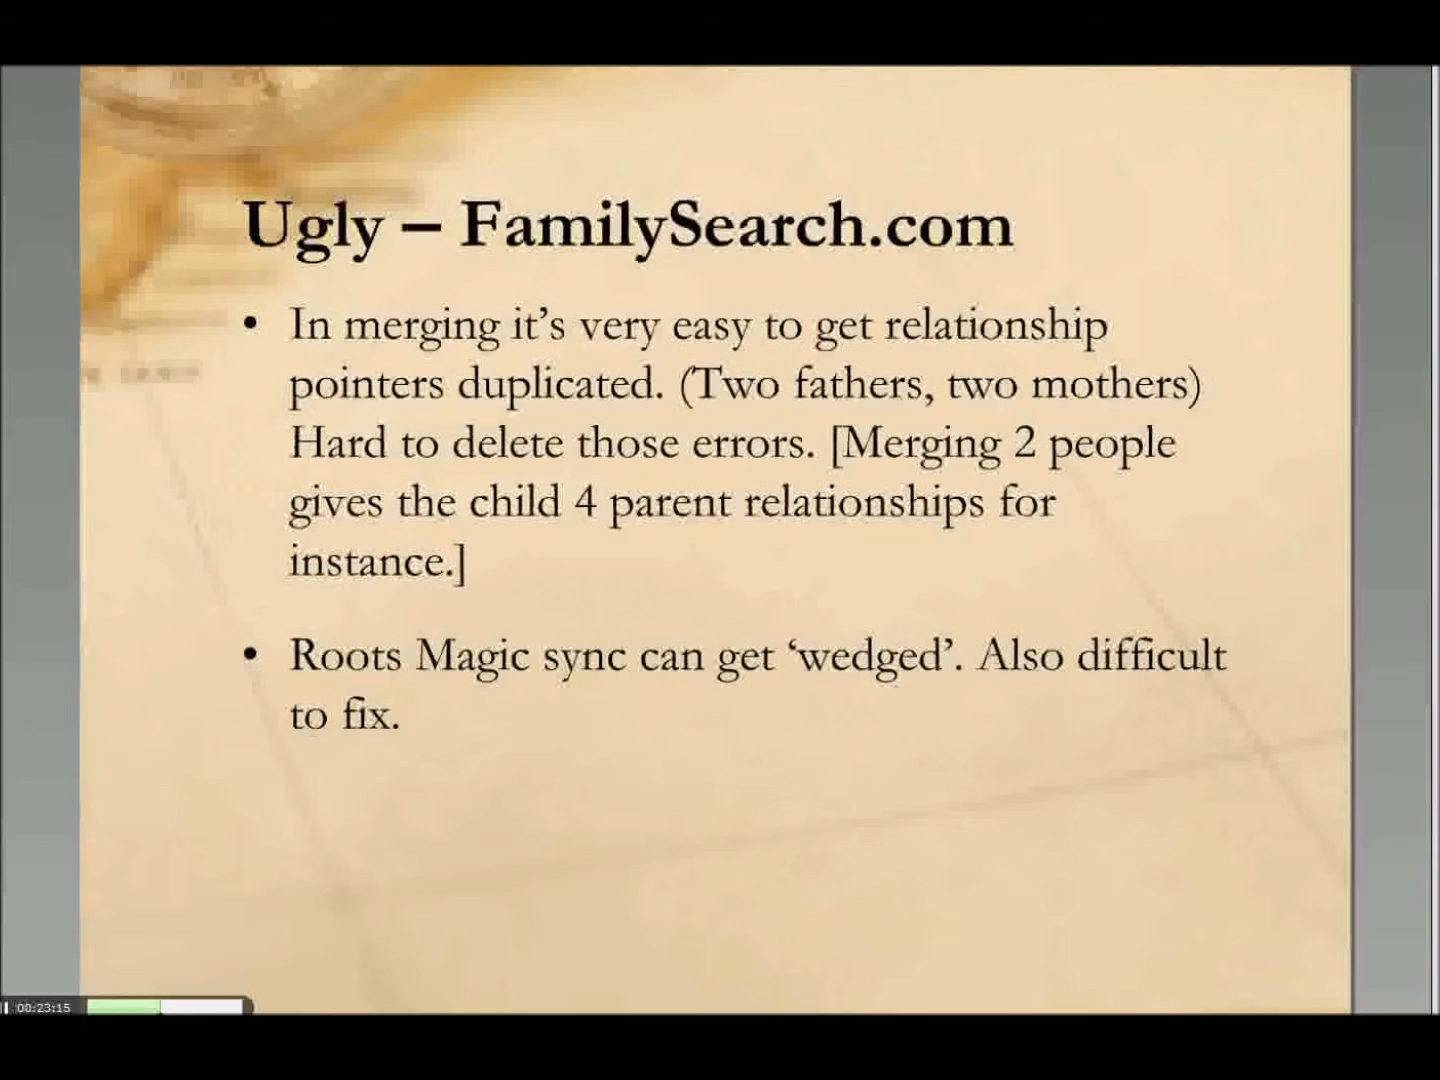 Ugly – FamilySearch.com
• In merging it’s very easy to get relationship
pointers duplicated. (Two fathers, two mothers)
Hard to delete those errors. [Merging 2 people
gives the child 4 parent relationships for
instance.]
• Roots Magic sync can get ‘wedged’. Also difficult
to fix.
00:23:15